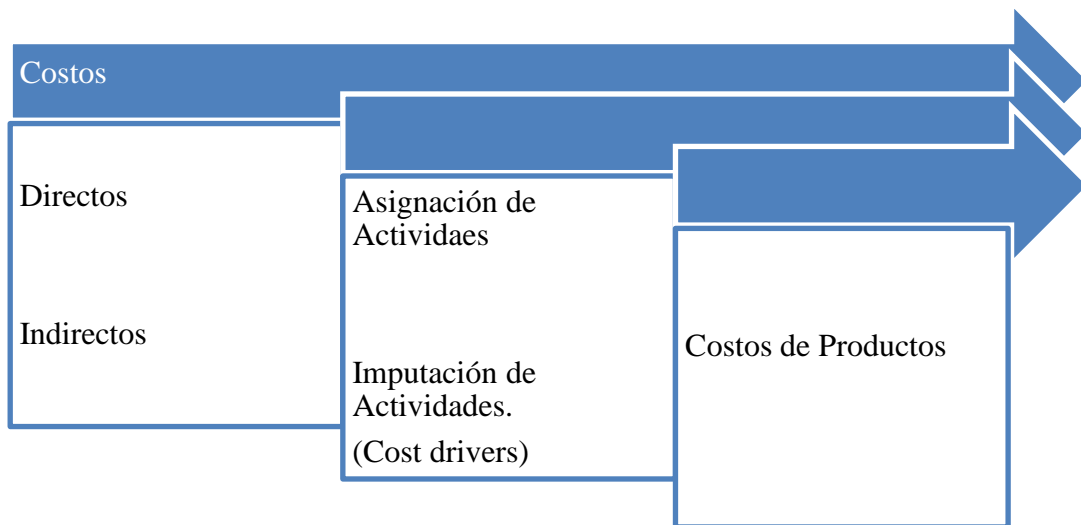 Costos
Directos
Indirectos
Asignación de
Actividaes
Imputación de
Actividades.
(Cost drivers)
Costos de Productos